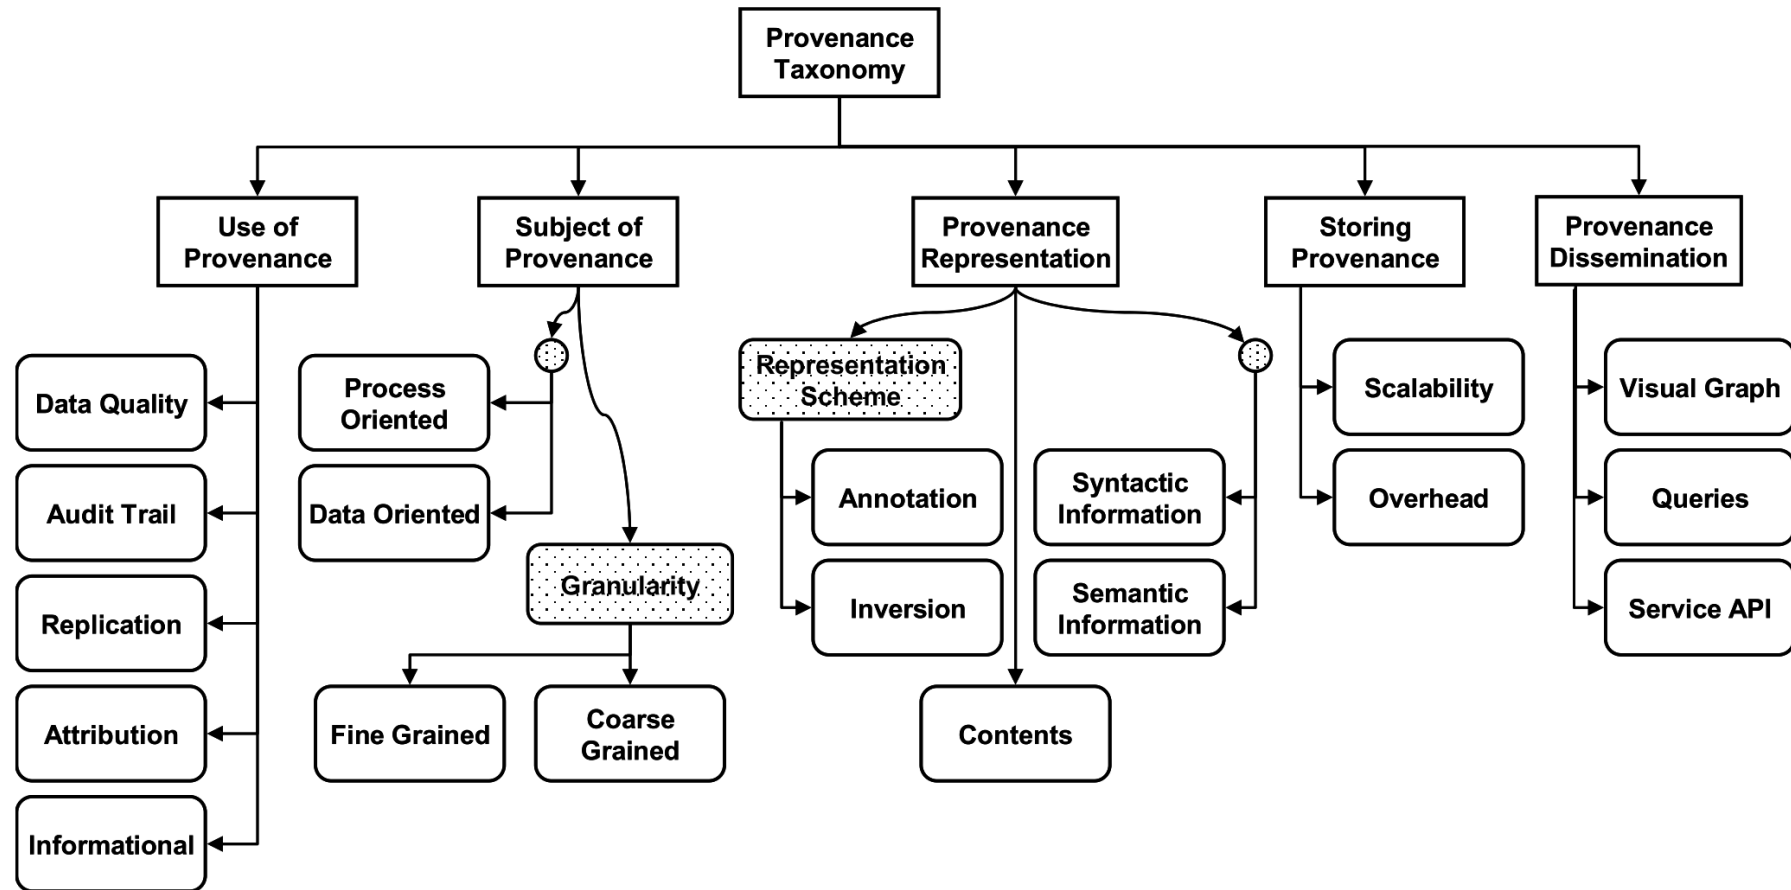 Provenance
Taxonomy
Use of
Provenance
Subject of
Provenance
Provenance
Representation
Storing
Provenance
Provenance
Dissemination
Data Quality
Audit Trail
Replication
Attribution
Informational
Process
Oriented
Data Oriented
Granularity
Fine Grained
Coarse
Grained
Representation
Scheme
Annotation
Inversion
Syntactic
Information
Semantic
Information
Contents
Scalability
Overhead
Visual Graph
Queries
Service API